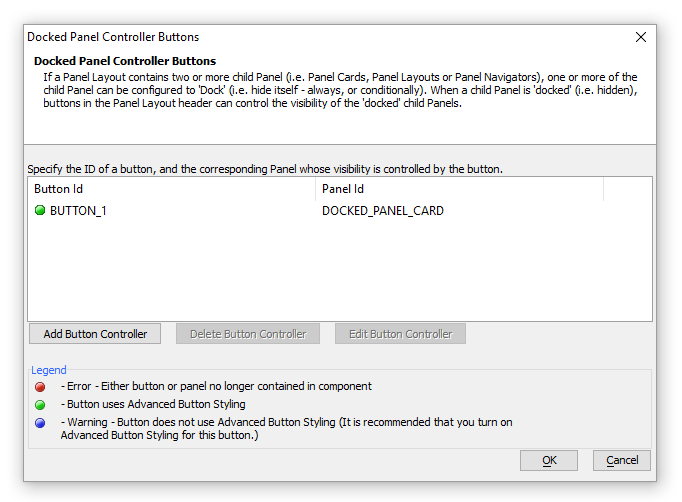 Docked Panel Controller Buttons
Docked Panel Controller Buttons
If a Panel Layout contains two or more child Panel (i.e. Panel Cards, Panel Layouts or Panel Navigators), one or more of the
child Panel can be configured to 'Dock' (i.e. hide itself - always, or conditionally). When a child Panel is 'docked' (i.e. hidden),
buttons in the Panel Layout header can control the visibility of the 'docked' child Panels.
Specify the ID of a button, and the corresponding Panel whose visibility is controlled by the button.
Button Id Panel Id
BUTTON_1 DOCKED_PANEL_CARD
Add Button Controller Delete Button Controller Edit Button Controller
Legend
- Error - Either button or panel no longer contained in component
- Button uses Advanced Button Styling
- Warning - Button does not use Advanced Button Styling (It is recommended that you turn on
Advanced Button Styling for this button.)
OK Cancel